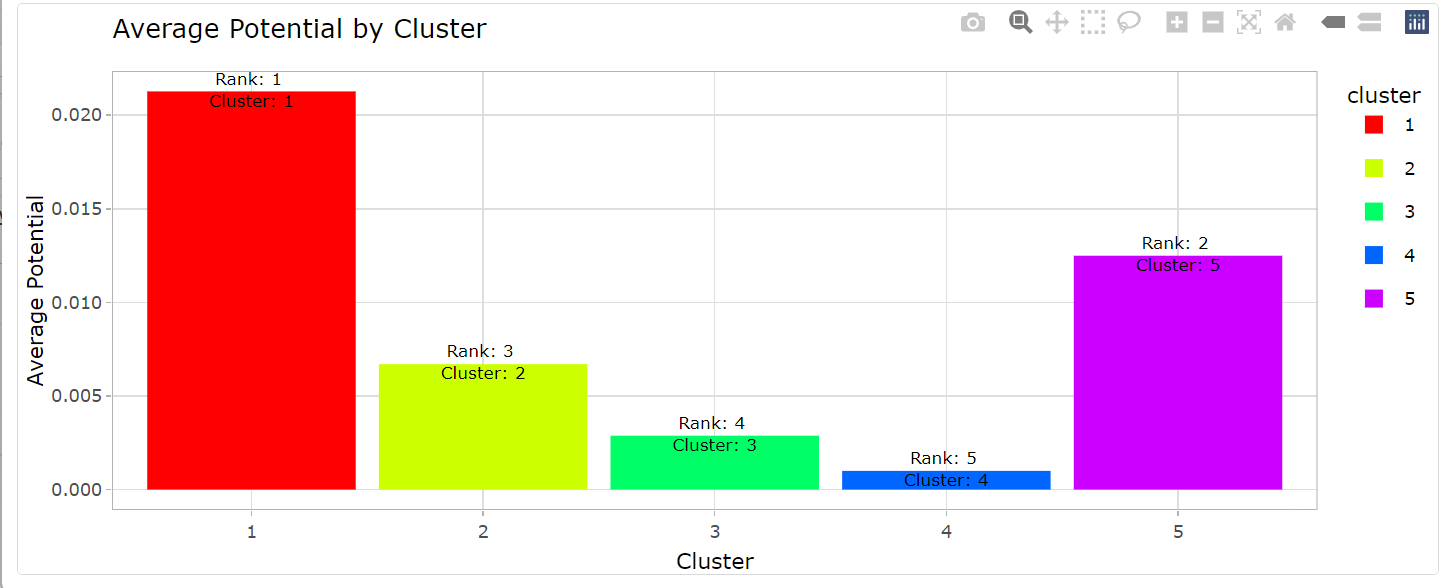 Average Potential by Cluster
Rank: 1
Cluster: 1
Rank: 3
Cluster: 2
Rank: 4
Cluster: 3
Rank: 5
Cluster: 4
Rank: 2
Cluster: 5
0.020
0.015
0.010
0.005
0.000
Average Potential
1
2
3
4
5
Cluster
cluster
1
2
3
4
5